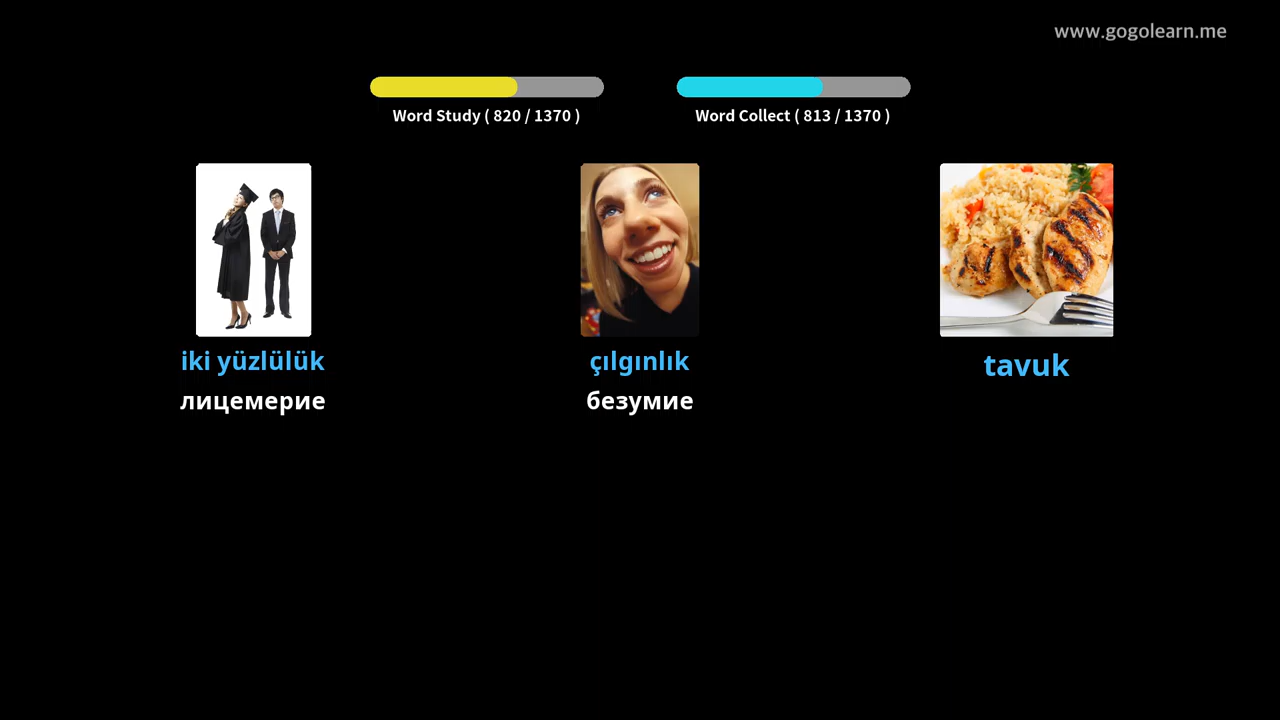 www.gogolearn.me
Word Study ( 820 / 1370 )
Word Collect ( 813 / 1370 )
iki yüzlülük
лицемерие
çılgınlık
безумие
tavuk